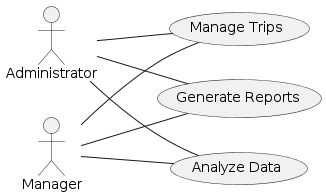 Manage Trips
Administrator
Generate Reports
Analyze Data
Manager